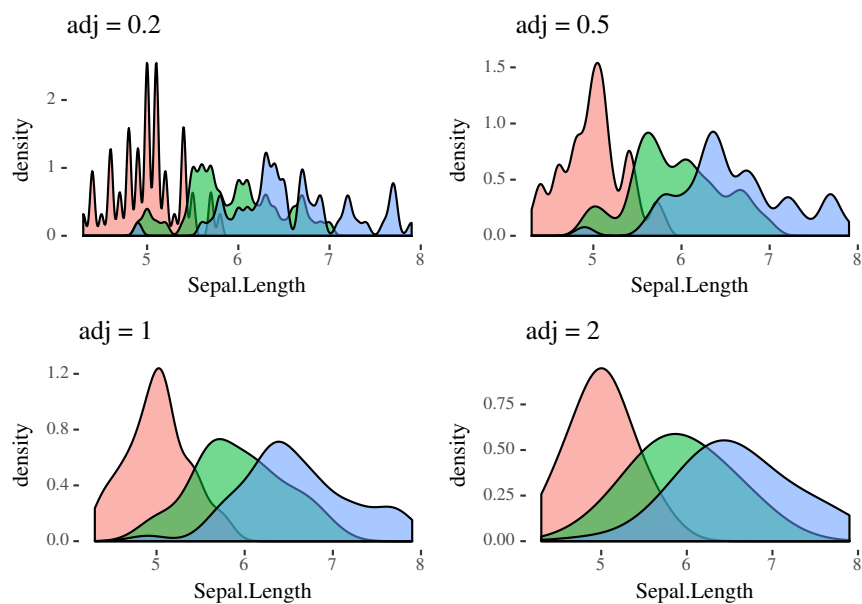 adj = 0.2
density
2
1
0
5 6 7 8
Sepal.Length
adj = 0.5
density
1.5
1.0
0.5
0.0
5 6 7 8
Sepal.Length
adj = 1
density
1.2
0.8
0.4
0.0
5 6 7 8
Sepal.Length
adj = 2
density
0.75
0.50
0.25
0.00
5 6 7 8
Sepal.Length